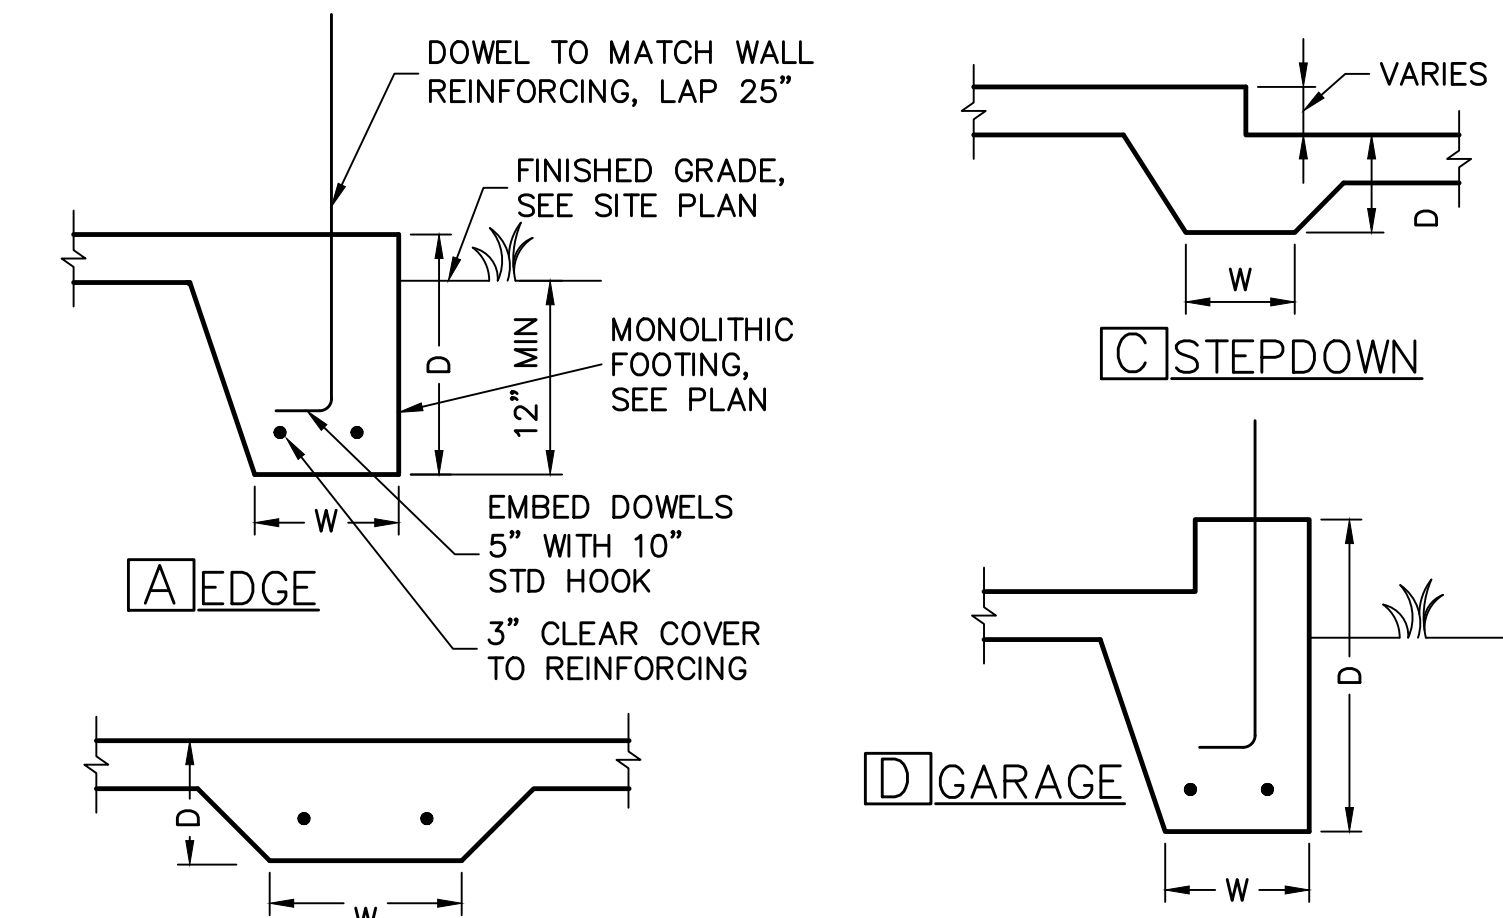 DOWEL TO MATCH WALL
REINFORCING, LAP 25”
FINISHED GRADE,
SEE SITE PLAN
D
12” MIN
MONOLITHIC
FOOTING,
SEE PLAN
W
EMBED DOWELS
5” WITH 10”
STD HOOK
3” CLEAR COVER
TO REINFORCING
A EDGE
D
W
VARIES
D
W
C STEPDOWN
D
W
D GARAGE